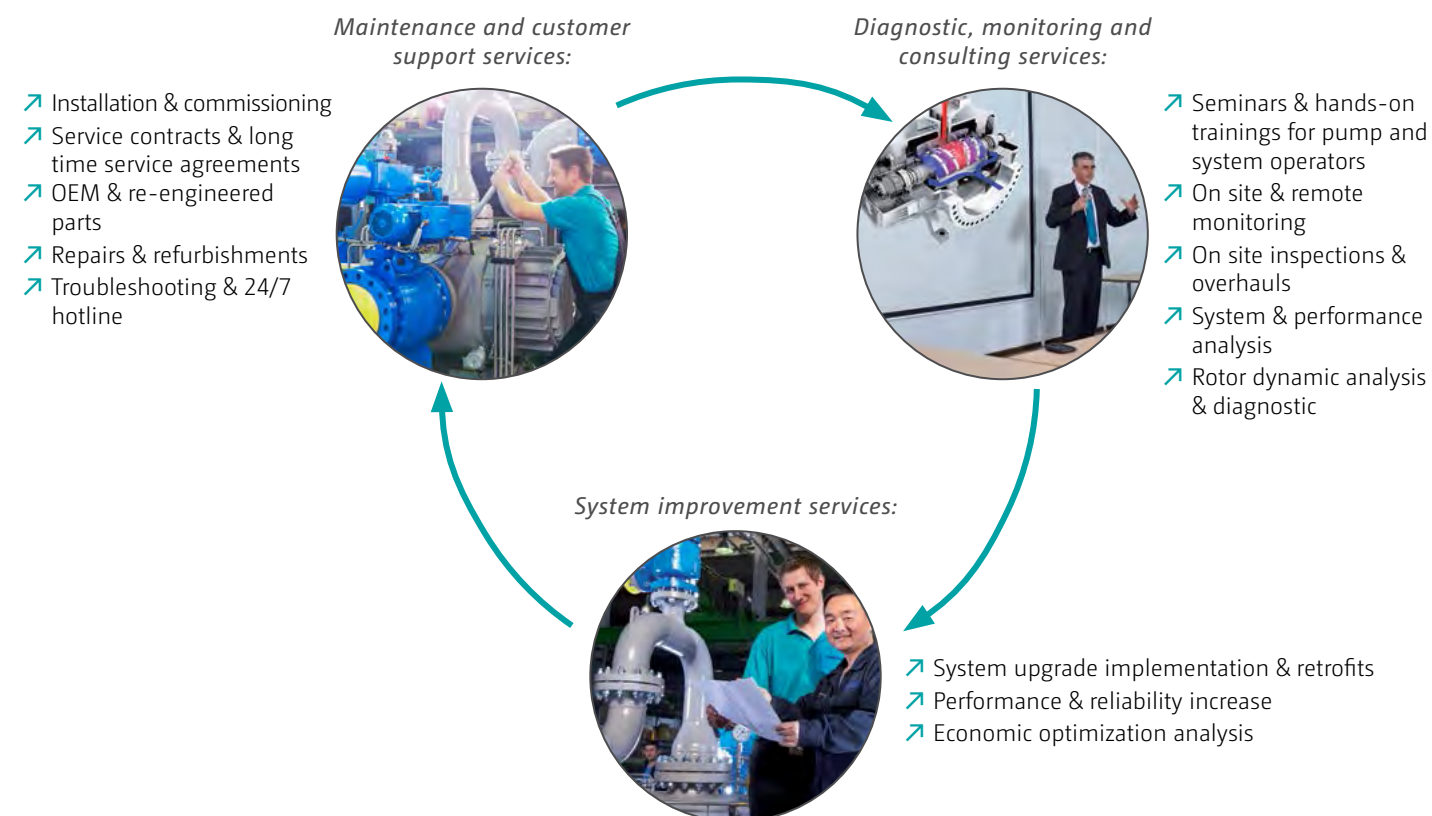 Maintenance and customer
support services:
Installation & commissioning
Service contracts & long
time service agreements
OEM & re-engineered
parts
Repairs & refurbishments
Troubleshooting & 24/7
hotline
Diagnostic, monitoring and
consulting services:
Seminars & hands-on
trainings for pump and
system operators
On site & remote
monitoring
On site inspections &
overhauls
System & performance
analysis
Rotor dynamic analysis
& diagnostic
System improvement services:
System upgrade implementation & retrofits
Performance & reliability increase
Economic optimization analysis